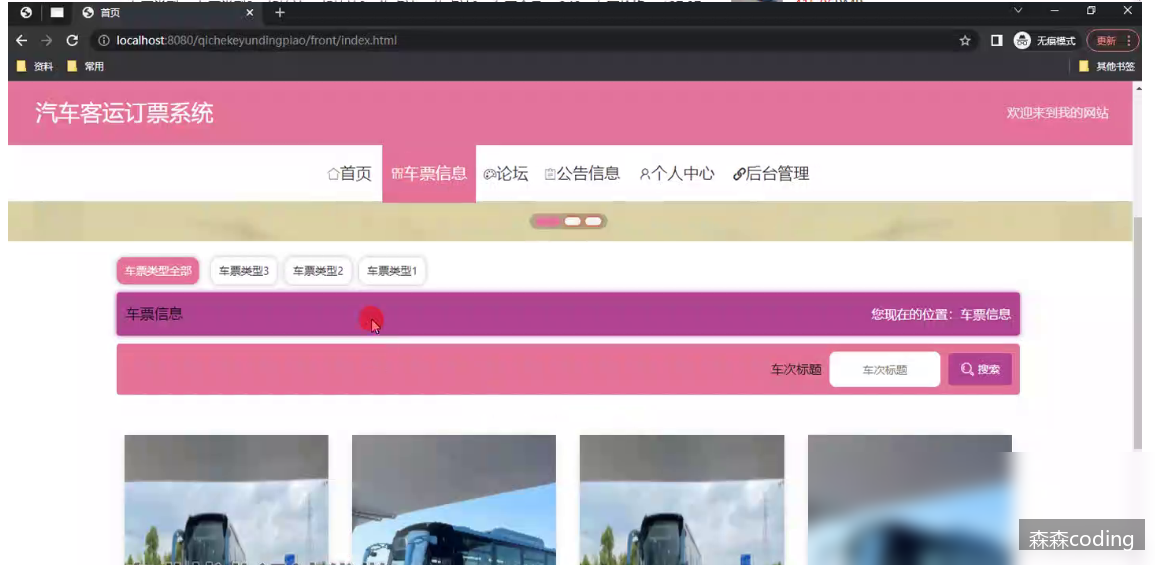 首页
localhost:8080/qichekeyundingpiao/front/index.html
无痕模式
更新
资料
常用
其他书签
汽车客运订票系统
欢迎来到我的网站
首页 车票信息 论坛 公告信息 个人中心 后台管理
车票类型全部 车票类型3 车票类型2 车票类型1
车票信息
您现在的位置：车票信息
车次标题 车次标题 搜索
森森coding